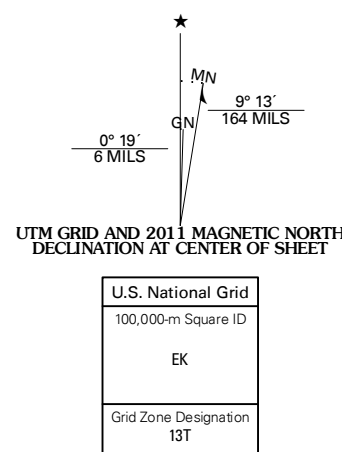 ★
MN
9° 13´
164 MILS
GN
0° 19´
6 MILS
UTM GRID AND 2011 MAGNETIC NORTH
DECLINATION AT CENTER OF SHEET
U.S. National Grid
100,000-m Square ID
EK
Grid Zone Designation
13T